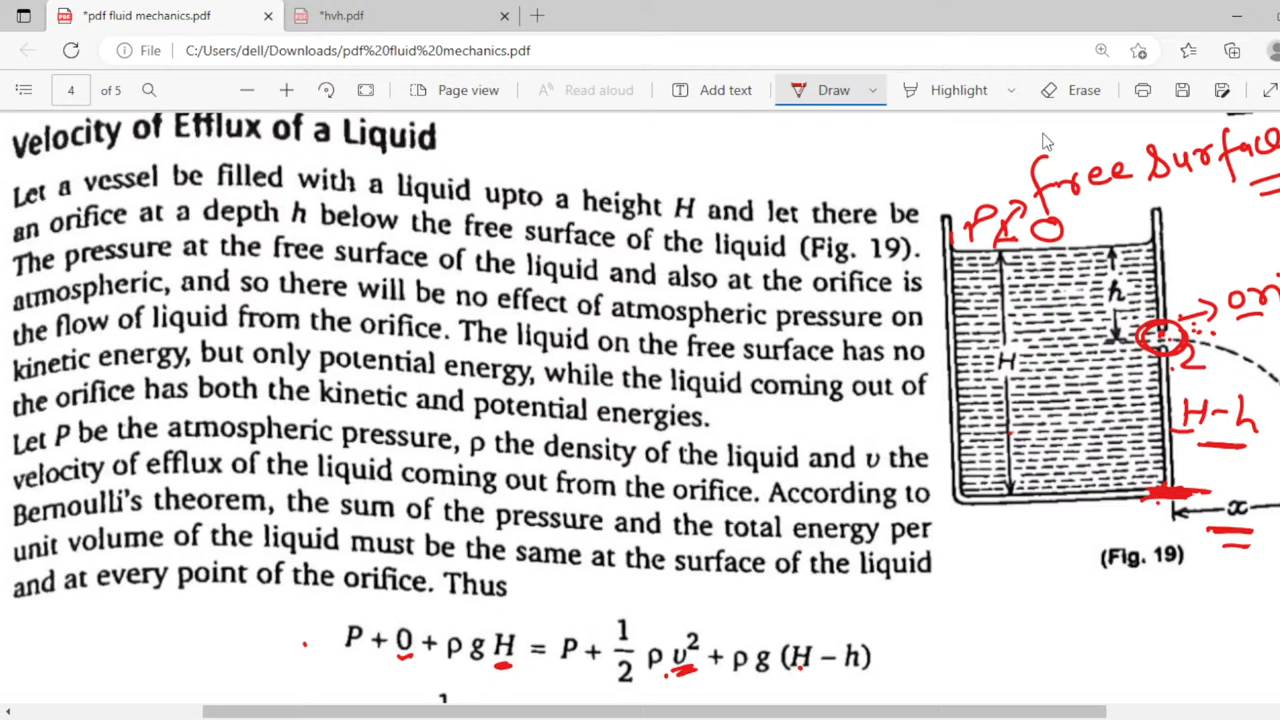 *pdf fluid mechanics.pdf
*hvh.pdf
File C:/Users/dell/Downloads/pdf%20fluid%20mechanics.pdf
4 of 5 Page view Read aloud Add text Draw Highlight Erase
Velocity of Efflux of a Liquid
free Surface
Let a vessel be filled with a liquid upto a height H and let there be
an orifice at a depth h below the free surface of the liquid (Fig. 19).
The pressure at the free surface of the liquid and also at the orifice is
atmospheric, and so there will be no effect of atmospheric pressure on
the flow of liquid from the orifice. The liquid on the free surface has no
kinetic energy, but only potential energy, while the liquid coming out of
the orifice has both the kinetic and potential energies.
Let P be the atmospheric pressure, ρ the density of the liquid and υ the
velocity of efflux of the liquid coming out from the orifice. According to
Bernoulli's theorem, the sum of the pressure and the total energy per
unit volume of the liquid must be the same at the surface of the liquid
and at every point of the orifice. Thus
P + 0 + ρ g H = P + 1/2 ρ υ² + ρ g (H – h)
P
0
h
ori
H
2
H-h
x
(Fig. 19)